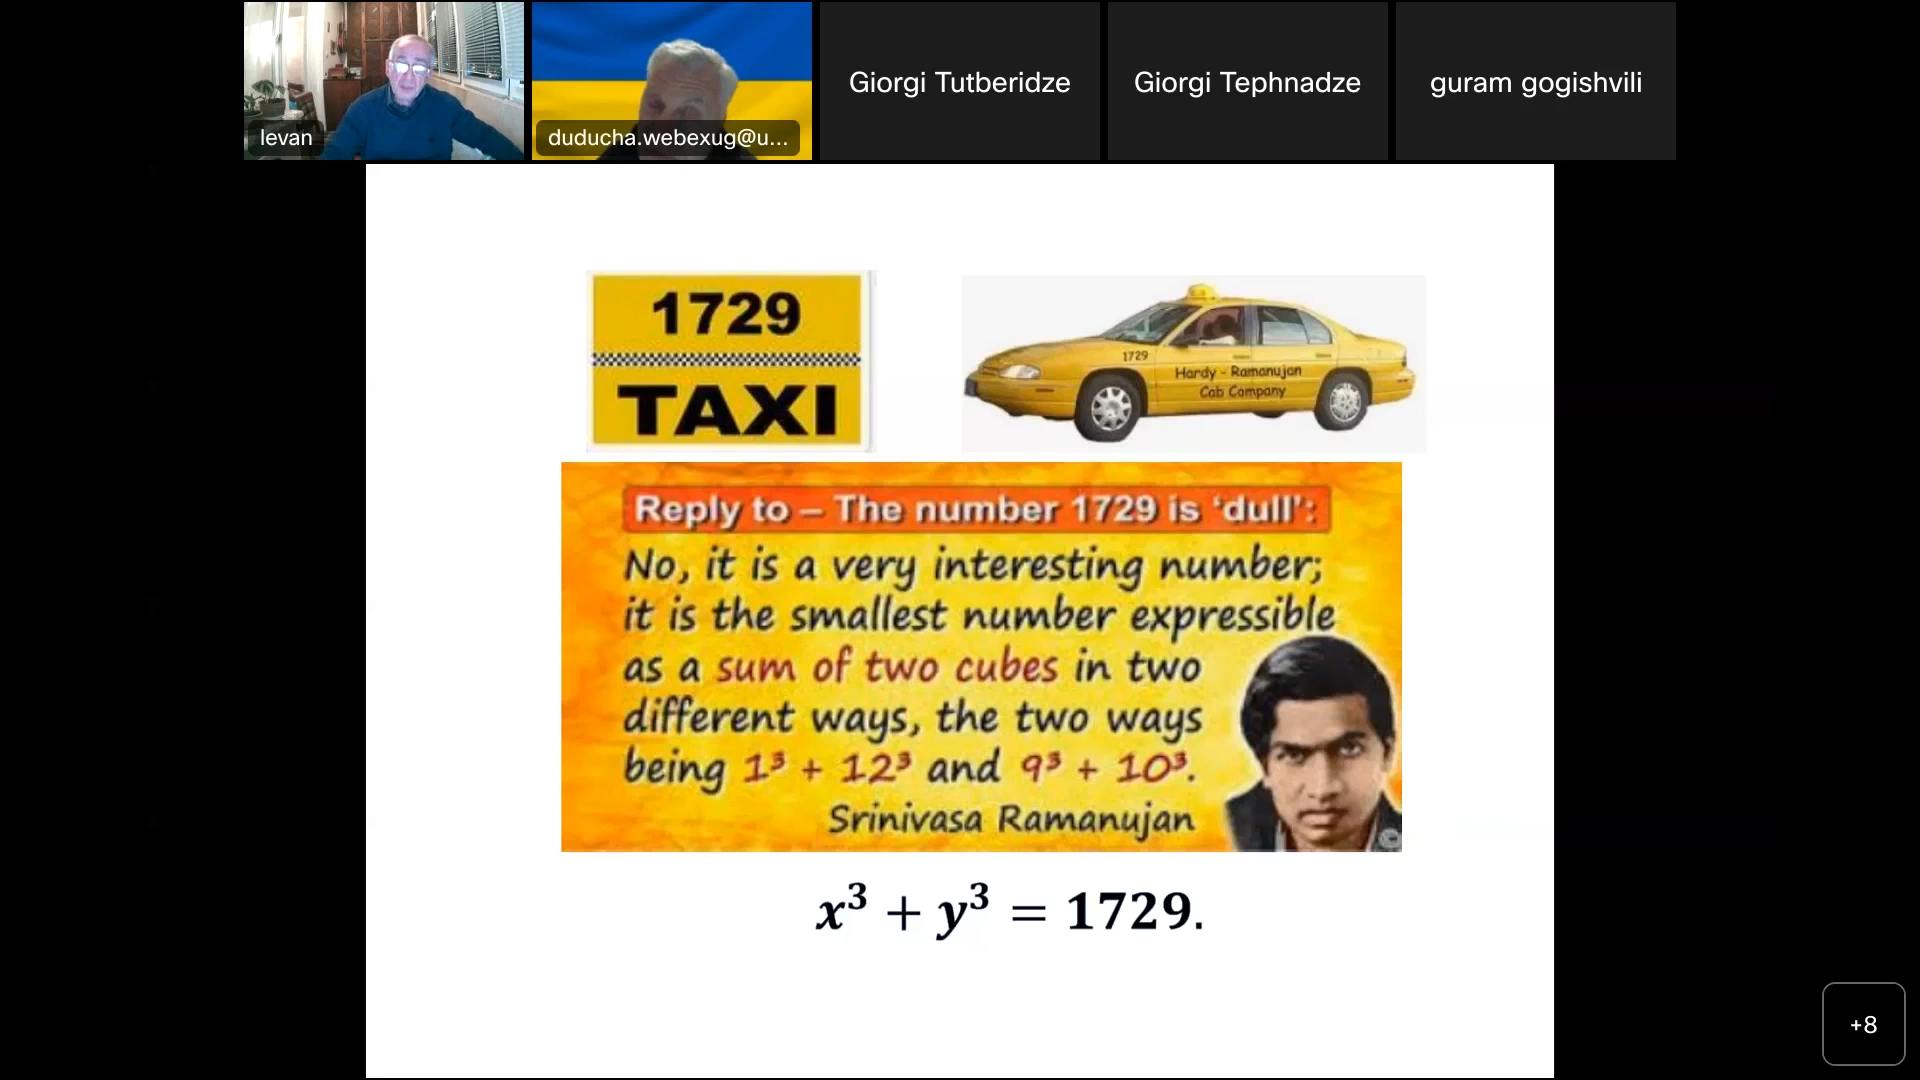 levan
duducha.webexug@u...
Giorgi Tutberidze
Giorgi Tephnadze
guram gogishvili
1729
TAXI
1729
Hardy - Ramanujan
Cab Company
Reply to – The number 1729 is ‘dull’:
No, it is a very interesting number;
it is the smallest number expressible
as a sum of two cubes in two
different ways, the two ways
being 1³ + 12³ and 9³ + 10³.
Srinivasa Ramanujan
x³ + y³ = 1729.
+8